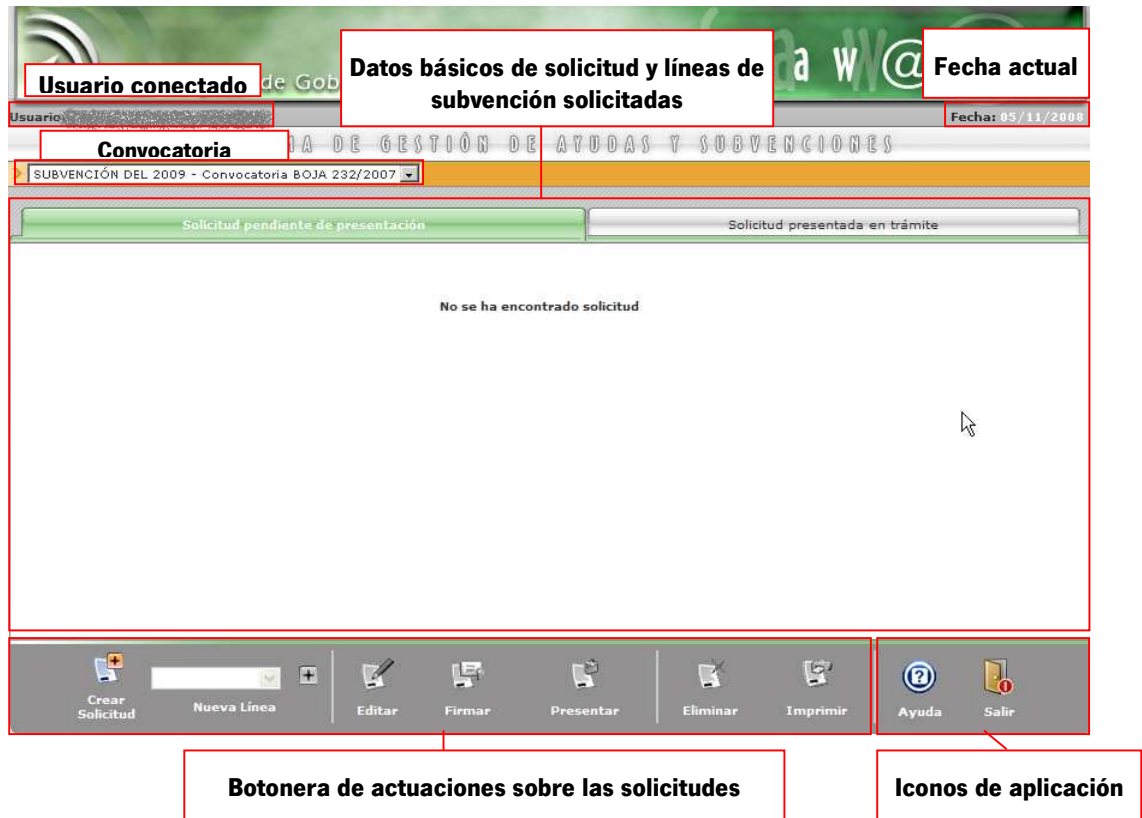 a w@
Datos básicos de solicitud y líneas de
subvención solicitadas
Fecha actual
Usuario conectado
de Gob
Usuario
Fecha: 05/11/2008
Convocatoria
A DE GESTIÓN DE AYUDAS Y SUBVENCIONES
SUBVENCIÓN DEL 2009 - Convocatoria BOJA 232/2007
Solicitud pendiente de presentación
Solicitud presentada en trámite
No se ha encontrado solicitud
Crear
Solicitud
Nueva Línea
Editar
Firmar
Presentar
Eliminar
Imprimir
Ayuda
Salir
Botonera de actuaciones sobre las solicitudes
Iconos de aplicación